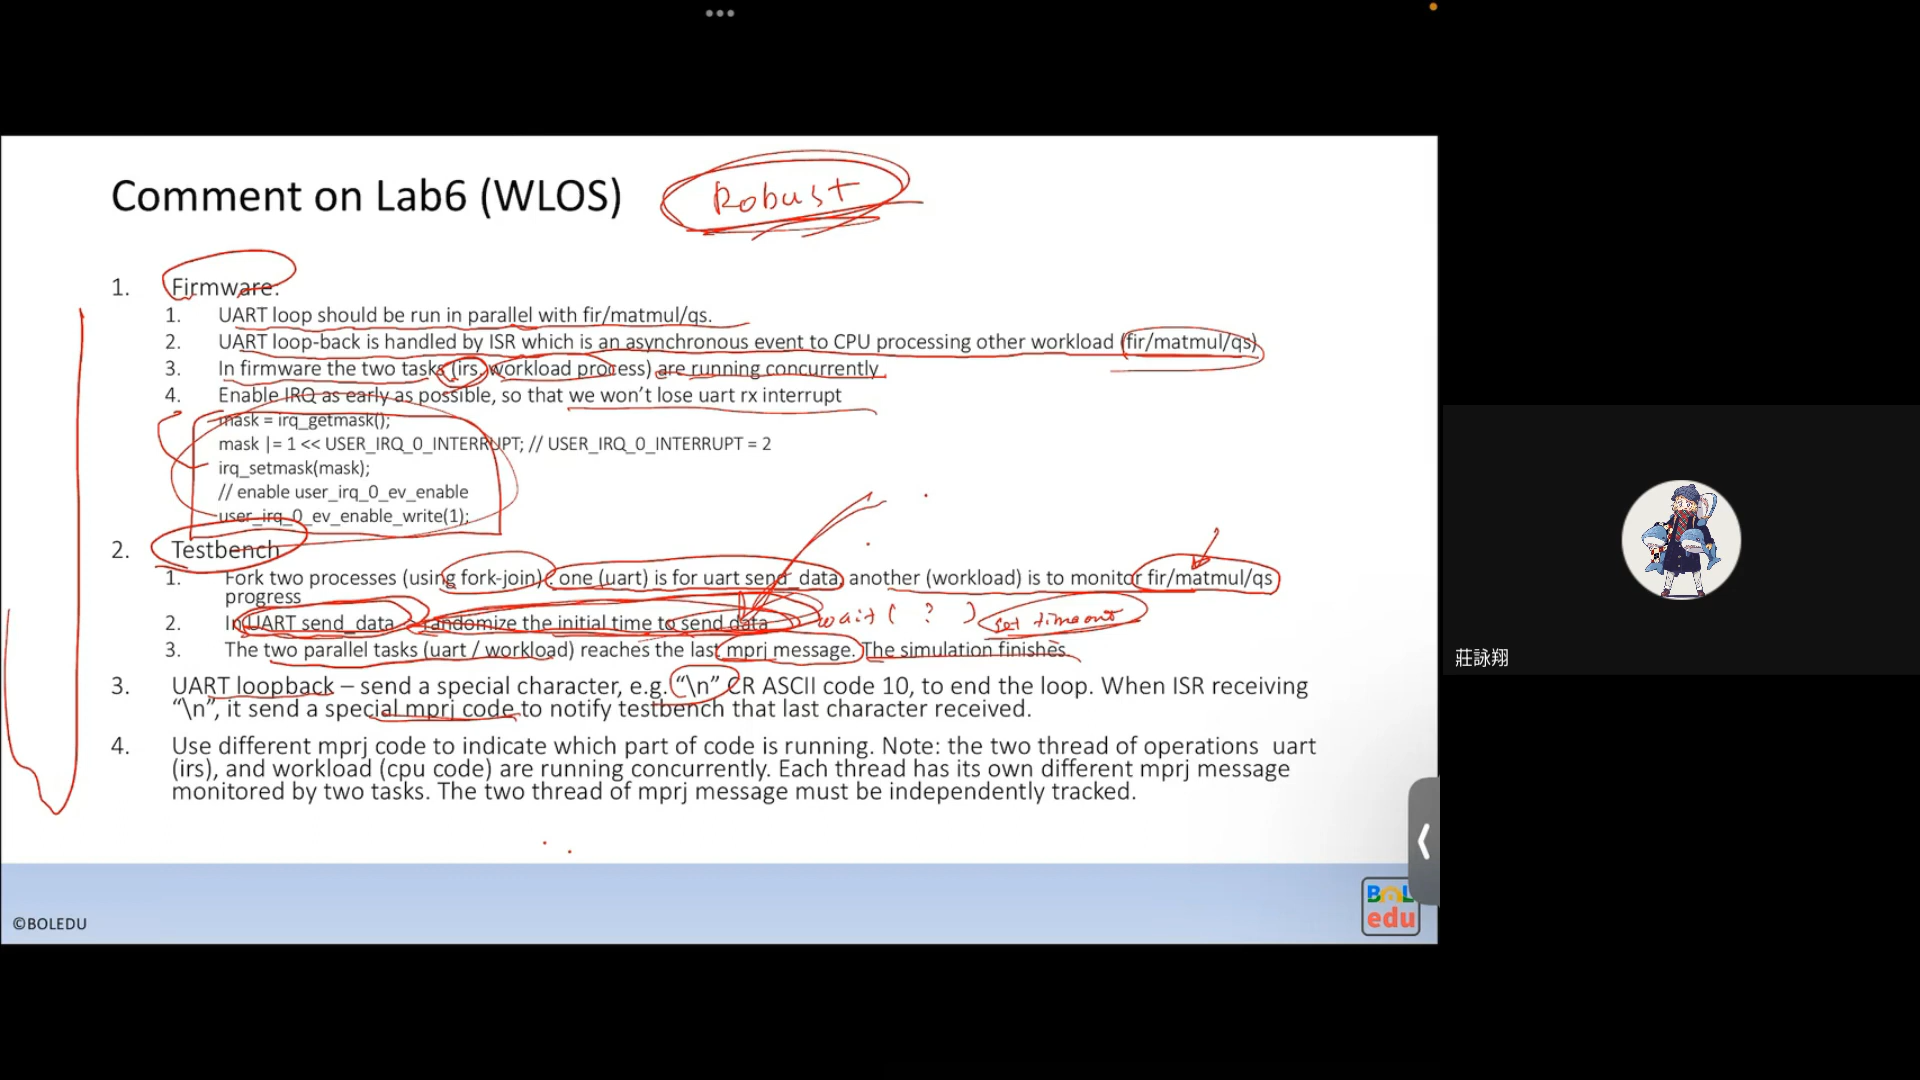 Comment on Lab6 (WLOS)
Robust
1. Firmware:
1. UART loop should be run in parallel with fir/matmul/qs.
2. UART loop-back is handled by ISR which is an asynchronous event to CPU processing other workload (fir/matmul/qs)
3. In firmware the two task (irs, workload process) are running concurrently
4. Enable IRQ as early as possible, so that we won't lose uart rx interrupt
mask = irq_getmask();
mask |= 1 << USER_IRQ_0_INTERRUPT; // USER_IRQ_0_INTERRUPT = 2
irq_setmask(mask);
// enable user_irq_0_ev_enable
user_irq_0_ev_enable_write(1);
2. Testbench
1. Fork two processes (using fork-join) : one (uart) is for uart send_data, another (workload) is to monitor fir/matmul/qs
progress
2. In UART send_data, randomize the initial time to send data wait ( ? ) set timeout
3. The two parallel tasks (uart / workload) reaches the last mprj message. The simulation finishes.
3. UART loopback – send a special character, e.g. “\n” CR ASCII code 10, to end the loop. When ISR receiving
“\n”, it send a special mprj code to notify testbench that last character received.
4. Use different mprj code to indicate which part of code is running. Note: the two thread of operations uart
(irs), and workload (cpu code) are running concurrently. Each thread has its own different mprj message
monitored by two tasks. The two thread of mprj message must be independently tracked.
©BOLEDU
BOL
edu
莊詠翔